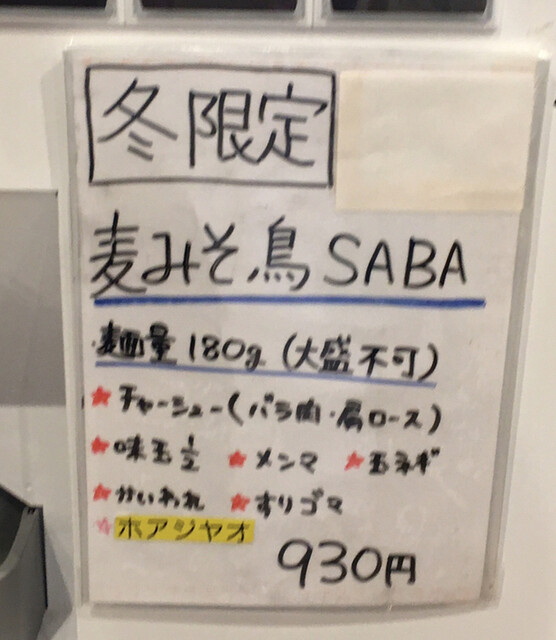 冬限定
麦みそ鳥SABA
麺量180g (大盛不可)
★チャーシュー(バラ肉・肩ロース)
★味玉½ ★メンマ ★玉ネギ
★かいわれ ★すりゴマ
★ホアジャオ
930円